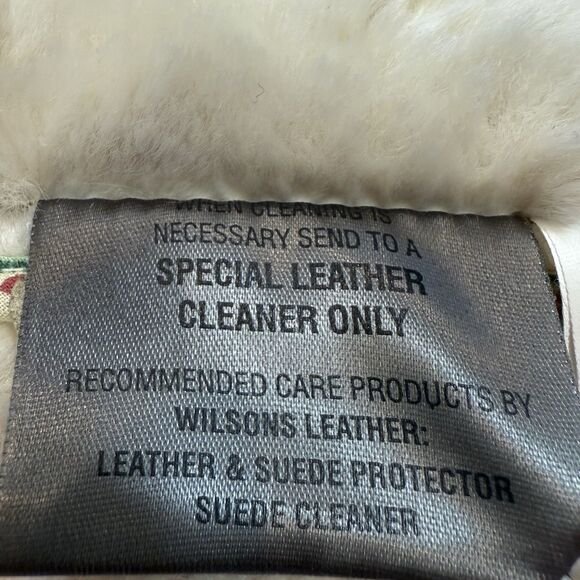 WHEN CLEANING IS
NECESSARY SEND TO A
SPECIAL LEATHER
CLEANER ONLY
RECOMMENDED CARE PRODUCTS BY
WILSONS LEATHER:
LEATHER & SUEDE PROTECTOR
SUEDE CLEANER